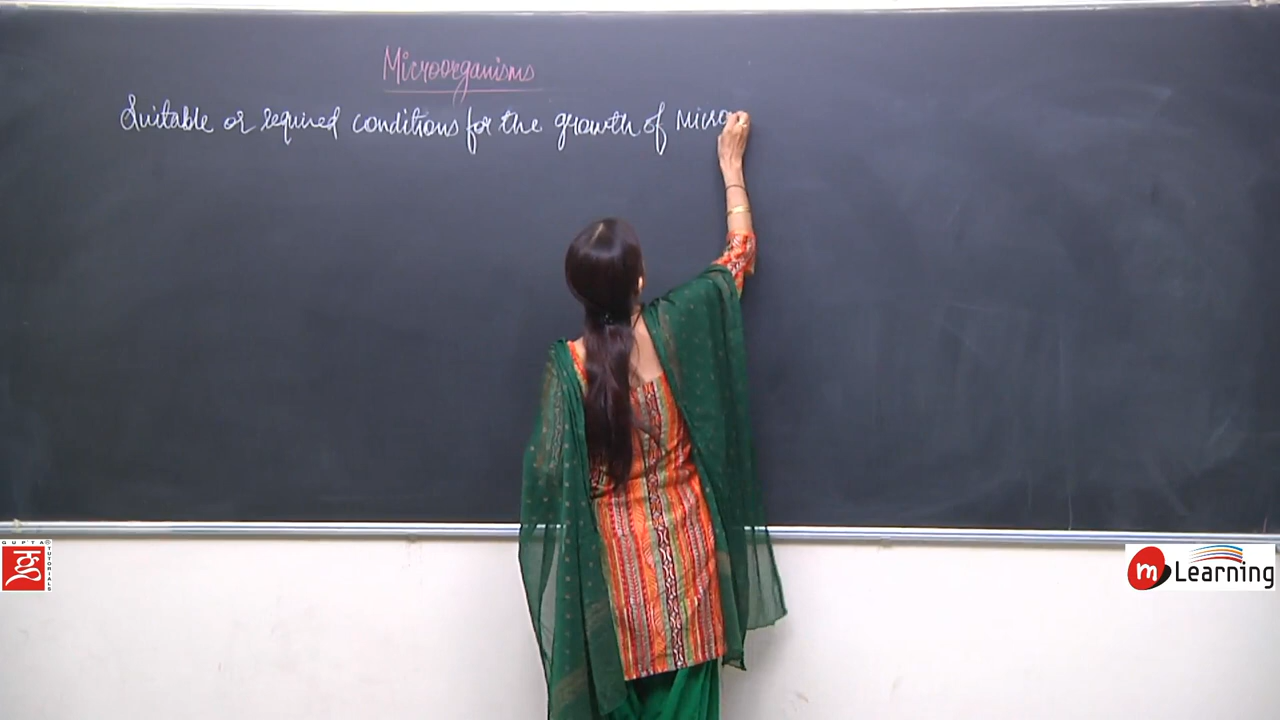 Microorganisms
Suitable or required conditions for the growth of Micro
GUPTA®
TUTORIALS
m Learning